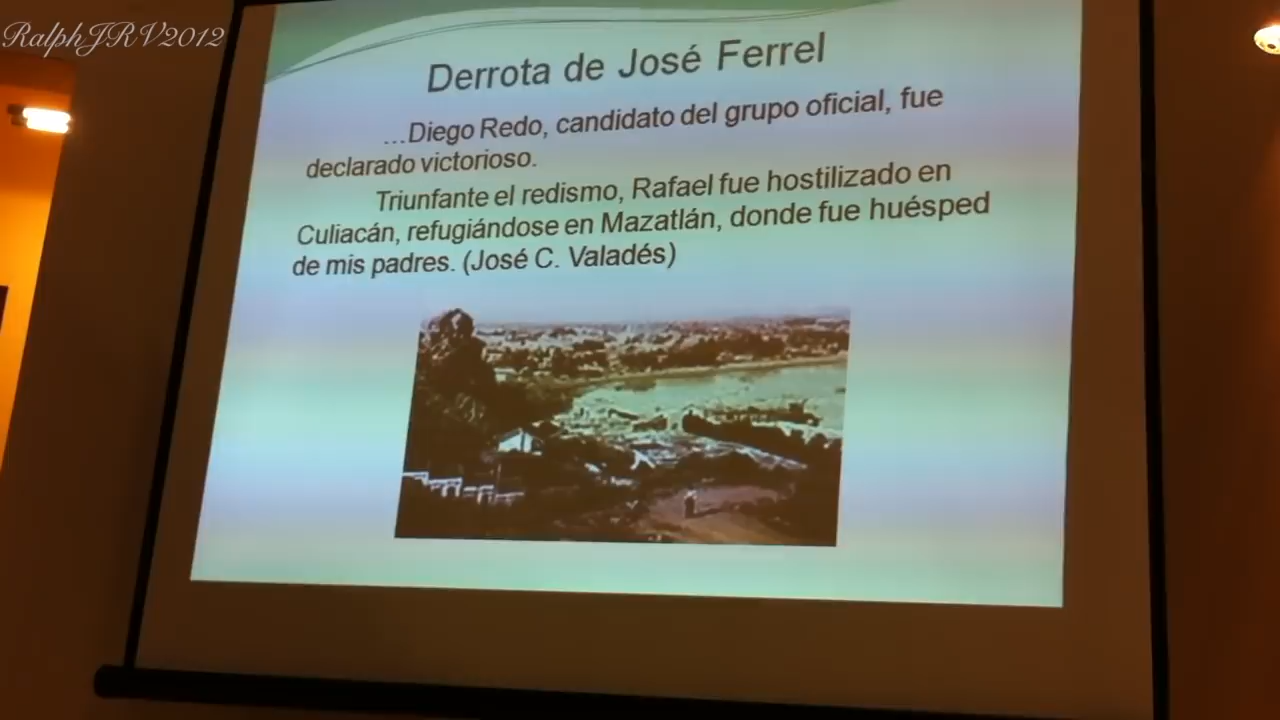 RalphJRV2012
Derrota de José Ferrel
...Diego Redo, candidato del grupo oficial, fue
declarado victorioso.
Triunfante el redismo, Rafael fue hostilizado en
Culiacán, refugiándose en Mazatlán, donde fue huésped
de mis padres. (José C. Valadés)